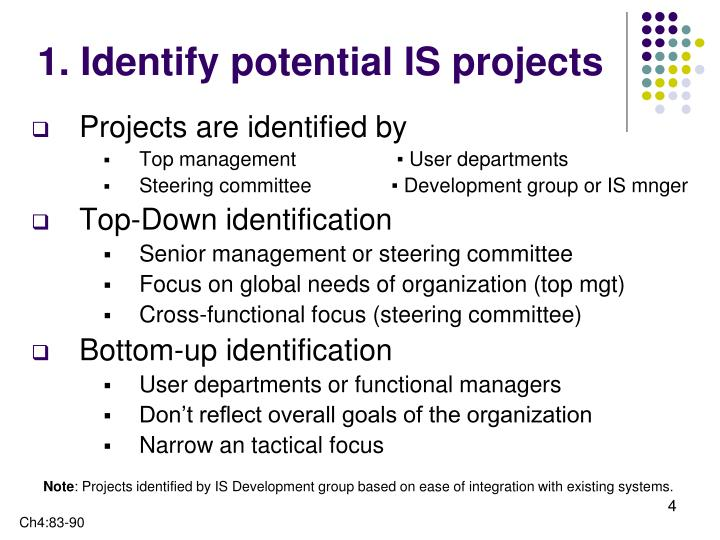 1. Identify potential IS projects
❑ Projects are identified by
▪ Top management ▪ User departments
▪ Steering committee ▪ Development group or IS mnger
❑ Top-Down identification
▪ Senior management or steering committee
▪ Focus on global needs of organization (top mgt)
▪ Cross-functional focus (steering committee)
❑ Bottom-up identification
▪ User departments or functional managers
▪ Don’t reflect overall goals of the organization
▪ Narrow an tactical focus
Note: Projects identified by IS Development group based on ease of integration with existing systems.
4
Ch4:83-90